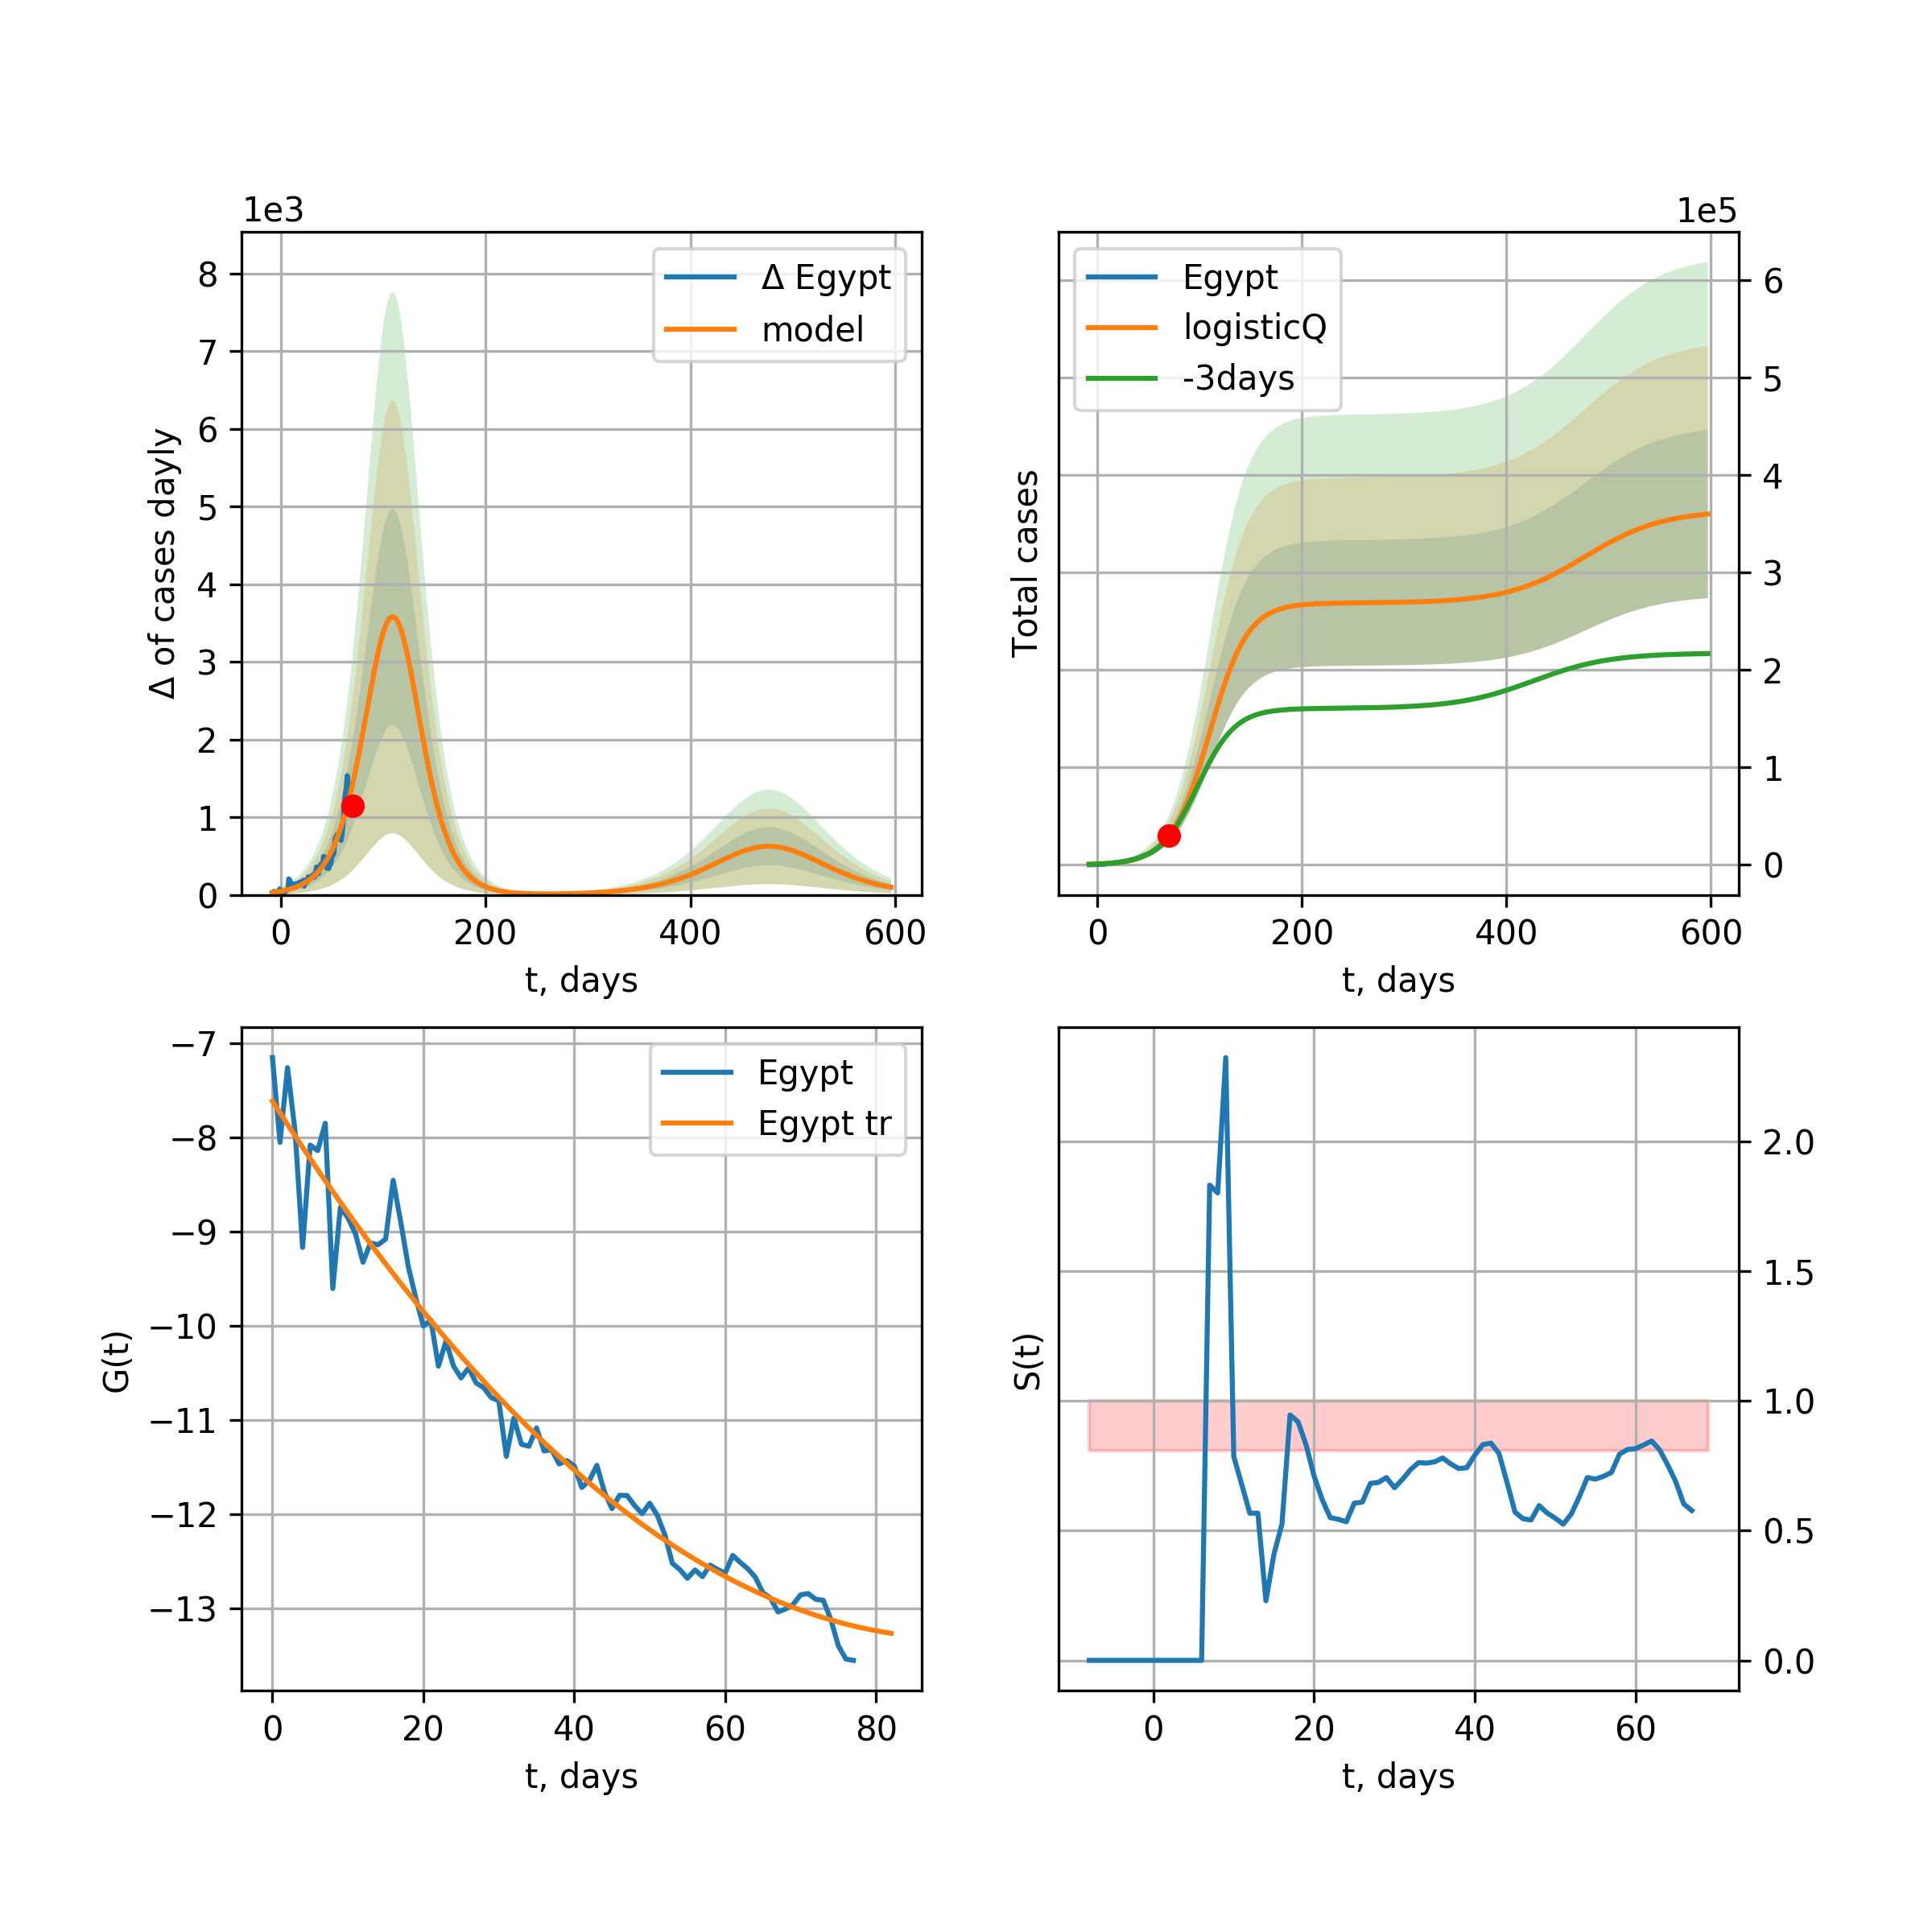 1e3
8
7
6
5
4
3
2
1
0
Δ of cases dayly
Δ Egypt
model
0 200 400 600
t, days
1e5
Egypt
logisticQ
-3days
Total cases
6
5
4
3
2
1
0
0 200 400 600
t, days
−7
−8
−9
−10
−11
−12
−13
G(t)
Egypt
Egypt tr
0 20 40 60 80
t, days
S(t)
2.0
1.5
1.0
0.5
0.0
0 20 40 60
t, days